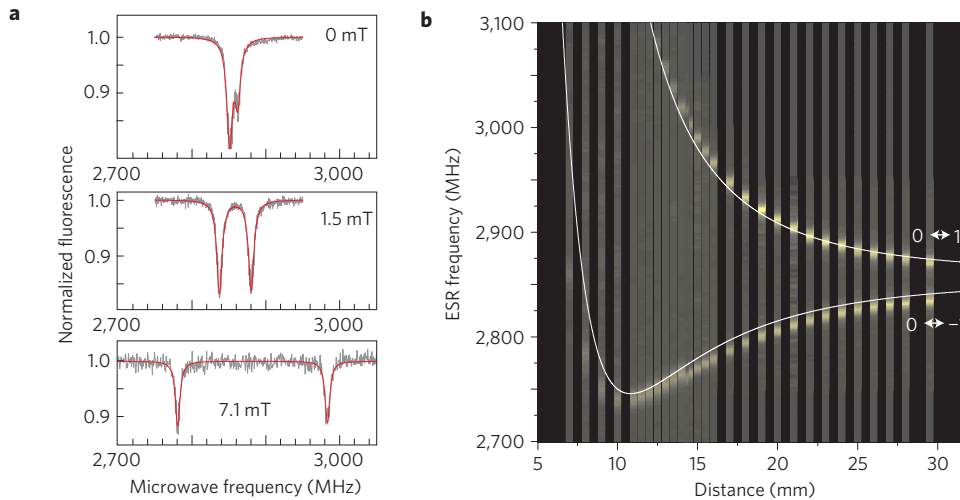 a
0 mT
1.0
0.9
2,700
3,000
1.5 mT
1.0
0.9
2,700
3,000
7.1 mT
1.0
0.9
2,700
3,000
Normalized fluorescence
Microwave frequency (MHz)
b
3,100
3,000
2,900
2,800
2,700
ESR frequency (MHz)
0 ↔ 1
0 ↔ −
5
10
15
20
25
30
Distance (mm)